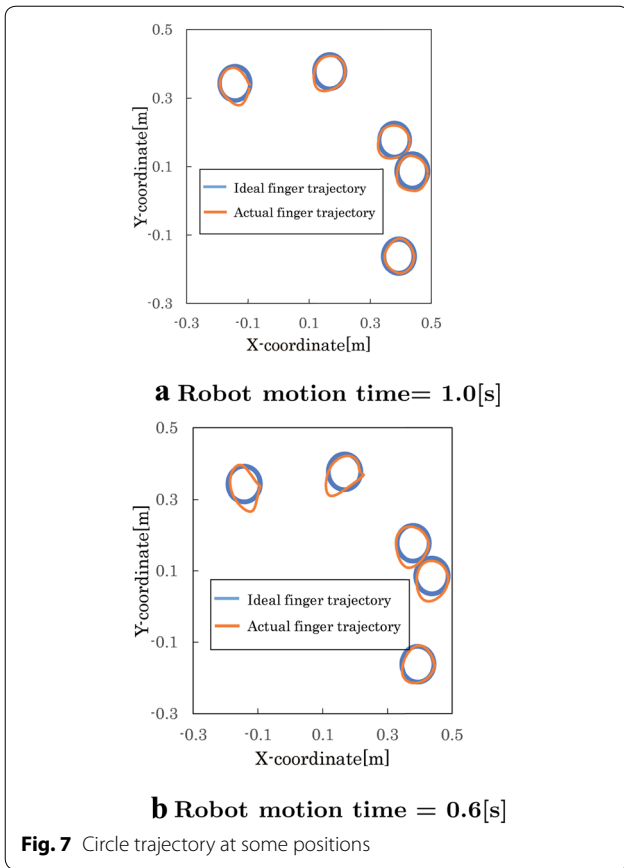 0.5
0.3
0.1
-0.1
-0.3
Y-coordinate[m]
Ideal finger trajectory
Actual finger trajectory
-0.3 -0.1 0.1 0.3 0.5
X-coordinate[m]
a Robot motion time= 1.0[s]
0.5
0.3
0.1
-0.1
-0.3
Y-coordinate[m]
Ideal finger trajectory
Actual finger trajectory
-0.3 -0.1 0.1 0.3 0.5
X-coordinate[m]
b Robot motion time = 0.6[s]
Fig. 7 Circle trajectory at some positions